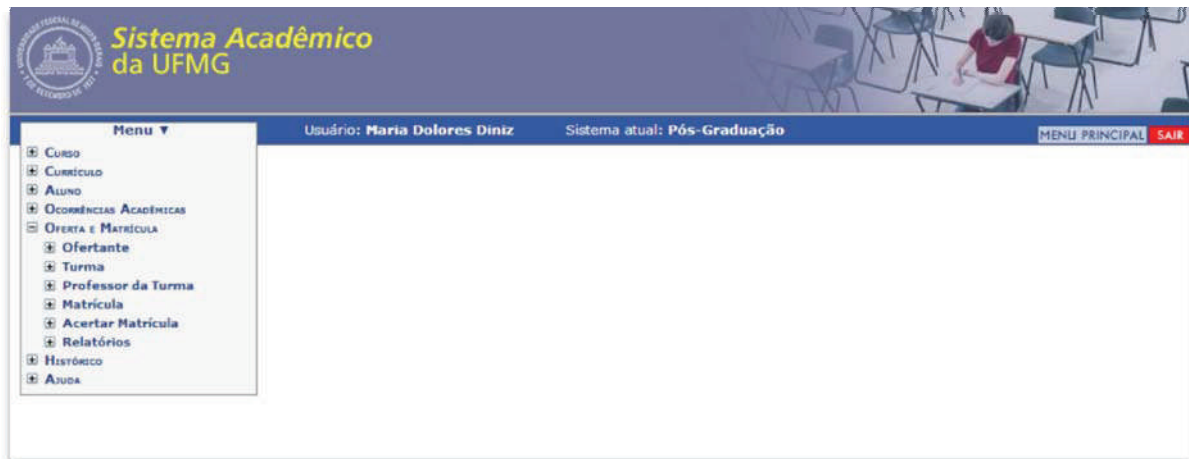 Sistema Acadêmico
da UFMG
Menu ▼
Usuário: Maria Dolores Diniz
Sistema atual: Pós-Graduação
MENU PRINCIPAL
SAIR
CURSO
CURRÍCULO
ALUNO
OCORRÊNCIAS ACADÊMICAS
OFERTA E MATRÍCULA
Ofertante
Turma
Professor da Turma
Matrícula
Acertar Matrícula
Relatórios
HISTÓRICO
AJUDA